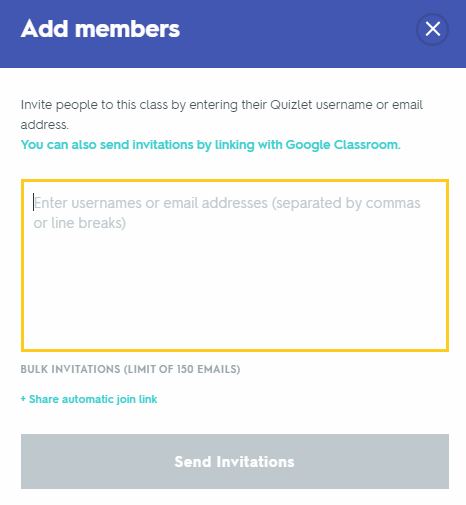 Add members
Invite people to this class by entering their Quizlet username or email
address.
You can also send invitations by linking with Google Classroom.
Enter usernames or email addresses (separated by commas
or line breaks)
BULK INVITATIONS (LIMIT OF 150 EMAILS)
+ Share automatic join link
Send Invitations